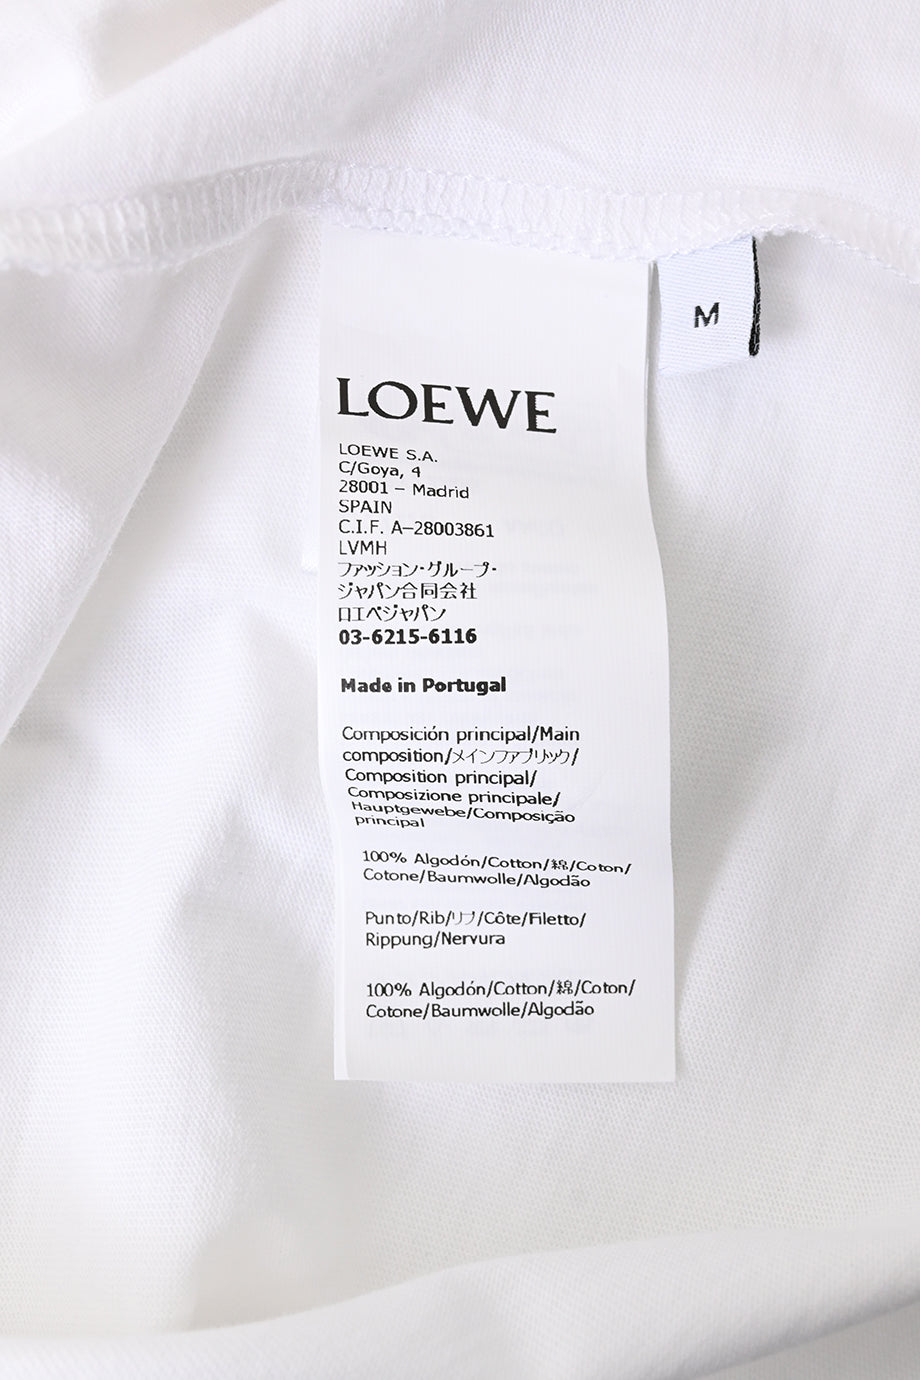 M
LOEWE
LOEWE S.A.
C/Goya, 4
28001 – Madrid
SPAIN
C.I.F. A–28003861
LVMH
ファッション・グループ・
ジャパン合同会社
ロエベジャパン
03-6215-6116
Made in Portugal
Composición principal/Main
composition/メインファブリック/
Composition principal/
Composizione principale/
Hauptgewebe/Composição
principal
100% Algodón/Cotton/綿/Coton/
Cotone/Baumwolle/Algodão
Punto/Rib/リブ/Côte/Filetto/
Rippung/Nervura
100% Algodón/Cotton/綿/Coton/
Cotone/Baumwolle/Algodão